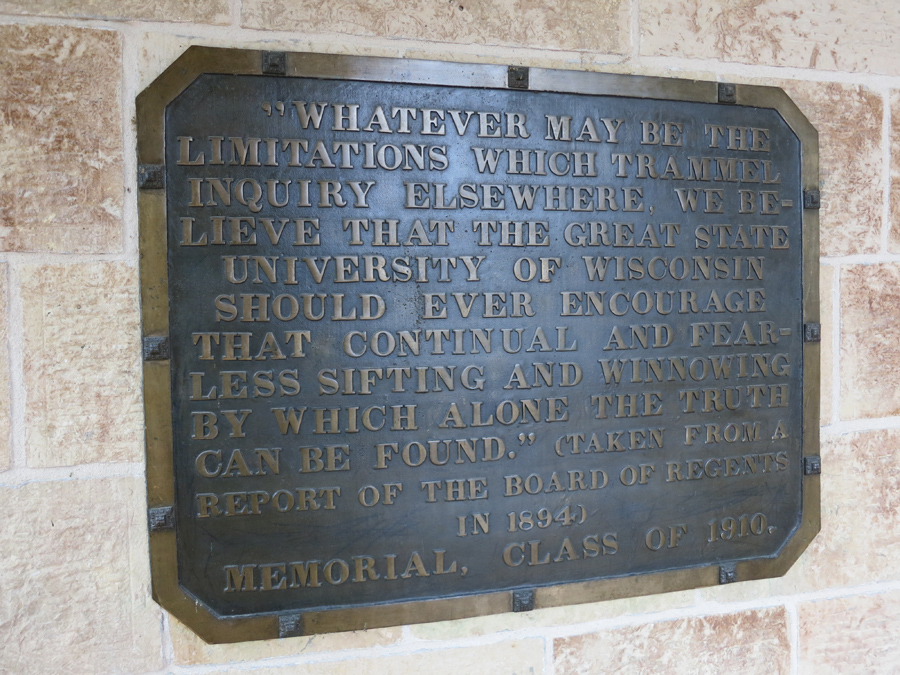 "WHATEVER MAY BE THE
LIMITATIONS WHICH TRAMMEL
INQUIRY ELSEWHERE, WE BE-
LIEVE THAT THE GREAT STATE
UNIVERSITY OF WISCONSIN
SHOULD EVER ENCOURAGE
THAT CONTINUAL AND FEAR-
LESS SIFTING AND WINNOWING
BY WHICH ALONE THE TRUTH
CAN BE FOUND." (TAKEN FROM A
REPORT OF THE BOARD OF REGENTS
IN 1894)
MEMORIAL, CLASS OF 1910.